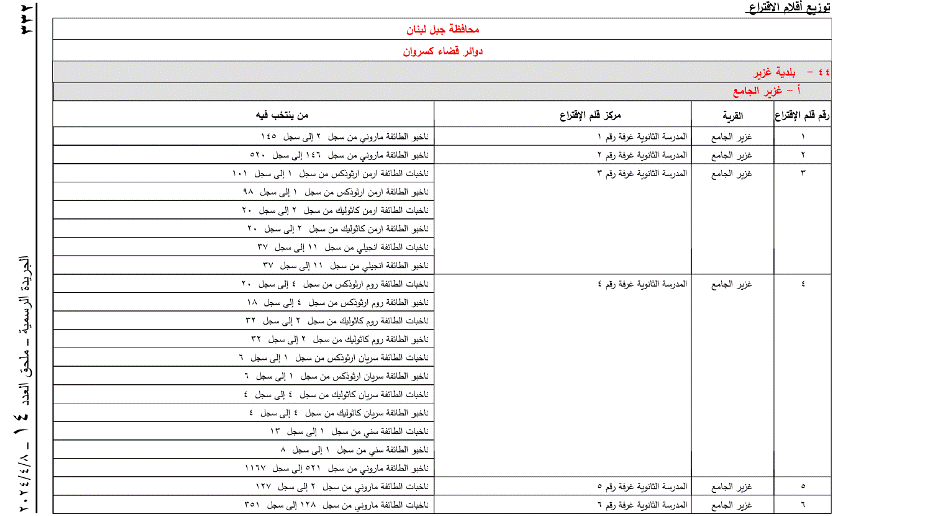 توزيع أقلام الإقتراع
٣٣٢
محافظة جبل لبنان
دوائر قضاء كسروان
٤٤ - بلدية غزير
أ - غزير الجامع
رقم قلم الإقتراع القرية مركز قلم الإقتراع من ينتخب فيه
١ غزير الجامع المدرسة الثانوية غرفة رقم ١ ناخبو الطائفة ماروني من سجل ٢ إلى سجل ١٤٥
٢ غزير الجامع المدرسة الثانوية غرفة رقم ٢ ناخبو الطائفة ماروني من سجل ١٤٦ إلى سجل ٥٢٠
٣ غزير الجامع المدرسة الثانوية غرفة رقم ٣ ناخبات الطائفة ارمن ارثوذكس من سجل ١ إلى سجل ١٠١
ناخبو الطائفة ارمن ارثوذكس من سجل ١ إلى سجل ٩٨
ناخبات الطائفة ارمن كاثوليك من سجل ٢ إلى سجل ٢٠
ناخبو الطائفة ارمن كاثوليك من سجل ٢ إلى سجل ٢٠
ناخبات الطائفة انجيلي من سجل ١١ إلى سجل ٣٧
ناخبو الطائفة انجيلي من سجل ١١ إلى سجل ٣٧
٤ غزير الجامع المدرسة الثانوية غرفة رقم ٤ ناخبات الطائفة روم ارثوذكس من سجل ٤ إلى سجل ٢٠
ناخبو الطائفة روم ارثوذكس من سجل ٤ إلى سجل ١٨
ناخبات الطائفة روم كاثوليك من سجل ٢ إلى سجل ٣٢
ناخبو الطائفة روم كاثوليك من سجل ٢ إلى سجل ٣٢
ناخبات الطائفة سريان ارثوذكس من سجل ١ إلى سجل ٦
ناخبو الطائفة سريان ارثوذكس من سجل ١ إلى سجل ٦
ناخبات الطائفة سريان كاثوليك من سجل ٤ إلى سجل ٤
ناخبو الطائفة سريان كاثوليك من سجل ٤ إلى سجل ٤
ناخبات الطائفة سني من سجل ١ إلى سجل ١٣
ناخبو الطائفة سني من سجل ١ إلى سجل ٨
ناخبو الطائفة ماروني من سجل ٥٢١ إلى سجل ١١٦٧
٥ غزير الجامع المدرسة الثانوية غرفة رقم ٥ ناخبات الطائفة ماروني من سجل ٢ إلى سجل ١٢٧
٦ غزير الجامع المدرسة الثانوية غرفة رقم ٦ ناخبات الطائفة ماروني من سجل ١٢٨ إلى سجل ٣٥١
الجريدة الرسمية – ملحق العدد ١٤ – ٢٠٢٤/٤/٨